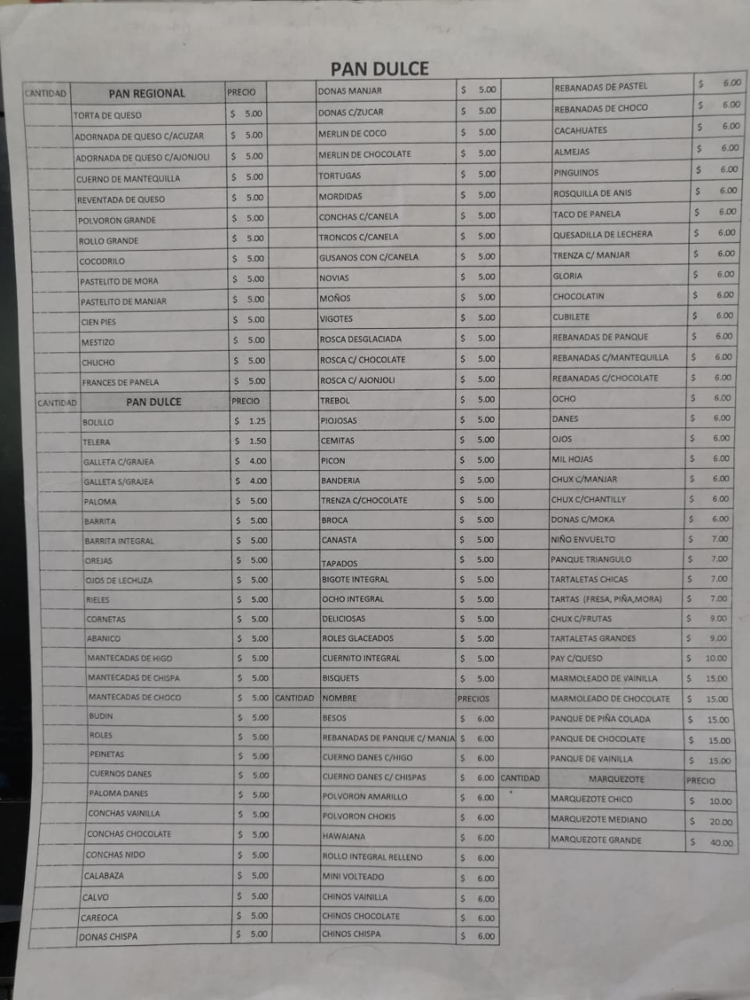 PAN DULCE
CANTIDAD PAN REGIONAL PRECIO
TORTA DE QUESO $ 5.00
ADORNADA DE QUESO C/ACUZAR $ 5.00
ADORNADA DE QUESO C/AJONJOLI $ 5.00
CUERNO DE MANTEQUILLA $ 5.00
REVENTADA DE QUESO $ 5.00
POLVORON GRANDE $ 5.00
ROLLO GRANDE $ 5.00
COCODRILO $ 5.00
PASTELITO DE MORA $ 5.00
PASTELITO DE MANJAR $ 5.00
CIEN PIES $ 5.00
MESTIZO $ 5.00
CHUCHO $ 5.00
FRANCES DE PANELA $ 5.00
CANTIDAD PAN DULCE PRECIO
BOLILLO $ 1.25
TELERA $ 1.50
GALLETA C/GRAJEA $ 4.00
GALLETA S/GRAJEA $ 4.00
PALOMA $ 5.00
BARRITA $ 5.00
BARRITA INTEGRAL $ 5.00
OREJAS $ 5.00
OJOS DE LECHUZA $ 5.00
RIELES $ 5.00
CORNETAS $ 5.00
ABANICO $ 5.00
MANTECADAS DE HIGO $ 5.00
MANTECADAS DE CHISPA $ 5.00
MANTECADAS DE CHOCO $ 5.00
BUDIN $ 5.00
ROLES $ 5.00
PEINETAS $ 5.00
CUERNOS DANES $ 5.00
PALOMA DANES $ 5.00
CONCHAS VAINILLA $ 5.00
CONCHAS CHOCOLATE $ 5.00
CONCHAS NIDO $ 5.00
CALABAZA $ 5.00
CALVO $ 5.00
CAREOCA $ 5.00
DONAS CHISPA $ 5.00
DONAS MANJAR $ 5.00
DONAS C/ZUCAR $ 5.00
MERLIN DE COCO $ 5.00
MERLIN DE CHOCOLATE $ 5.00
TORTUGAS $ 5.00
MORDIDAS $ 5.00
CONCHAS C/CANELA $ 5.00
TRONCOS C/CANELA $ 5.00
GUSANOS CON C/CANELA $ 5.00
NOVIAS $ 5.00
MOÑOS $ 5.00
VIGOTES $ 5.00
ROSCA DESGLACIADA $ 5.00
ROSCA C/ CHOCOLATE $ 5.00
ROSCA C/ AJONJOLI $ 5.00
TREBOL $ 5.00
PIOJOSAS $ 5.00
CEMITAS $ 5.00
PICON $ 5.00
BANDERIA $ 5.00
TRENZA C/CHOCOLATE $ 5.00
BROCA $ 5.00
CANASTA $ 5.00
TAPADOS $ 5.00
BIGOTE INTEGRAL $ 5.00
OCHO INTEGRAL $ 5.00
DELICIOSAS $ 5.00
ROLES GLACEADOS $ 5.00
CUERNITO INTEGRAL $ 5.00
BISQUETS $ 5.00
CANTIDAD NOMBRE PRECIOS
BESOS $ 6.00
REBANADAS DE PANQUE C/ MANJA $ 6.00
CUERNO DANES C/HIGO $ 6.00
CUERNO DANES C/ CHISPAS $ 6.00
POLVORON AMARILLO $ 6.00
POLVORON CHOKIS $ 6.00
HAWAIANA $ 6.00
ROLLO INTEGRAL RELLENO $ 6.00
MINI VOLTEADO $ 6.00
CHINOS VAINILLA $ 6.00
CHINOS CHOCOLATE $ 6.00
CHINOS CHISPA $ 6.00
REBANADAS DE PASTEL $ 6.00
REBANADAS DE CHOCO $ 6.00
CACAHUATES $ 6.00
ALMEJAS $ 6.00
PINGUINOS $ 6.00
ROSQUILLA DE ANIS $ 6.00
TACO DE PANELA $ 6.00
QUESADILLA DE LECHERA $ 6.00
TRENZA C/ MANJAR $ 6.00
GLORIA $ 6.00
CHOCOLATIN $ 6.00
CUBILETE $ 6.00
REBANADAS DE PANQUE $ 6.00
REBANADAS C/MANTEQUILLA $ 6.00
REBANADAS C/CHOCOLATE $ 6.00
OCHO $ 6.00
DANES $ 6.00
OJOS $ 6.00
MIL HOJAS $ 6.00
CHUX C/MANJAR $ 6.00
CHUX C/CHANTILLY $ 6.00
DONAS C/MOKA $ 6.00
NIÑO ENVUELTO $ 7.00
PANQUE TRIANGULO $ 7.00
TARTALETAS CHICAS $ 7.00
TARTAS (FRESA, PIÑA,MORA) $ 7.00
CHUX C/FRUTAS $ 9.00
TARTALETAS GRANDES $ 9.00
PAY C/QUESO $ 10.00
MARMOLEADO DE VAINILLA $ 15.00
MARMOLEADO DE CHOCOLATE $ 15.00
PANQUE DE PIÑA COLADA $ 15.00
PANQUE DE CHOCOLATE $ 15.00
PANQUE DE VAINILLA $ 15.00
CANTIDAD MARQUEZOTE PRECIO
MARQUEZOTE CHICO $ 10.00
MARQUEZOTE MEDIANO $ 20.00
MARQUEZOTE GRANDE $ 40.00